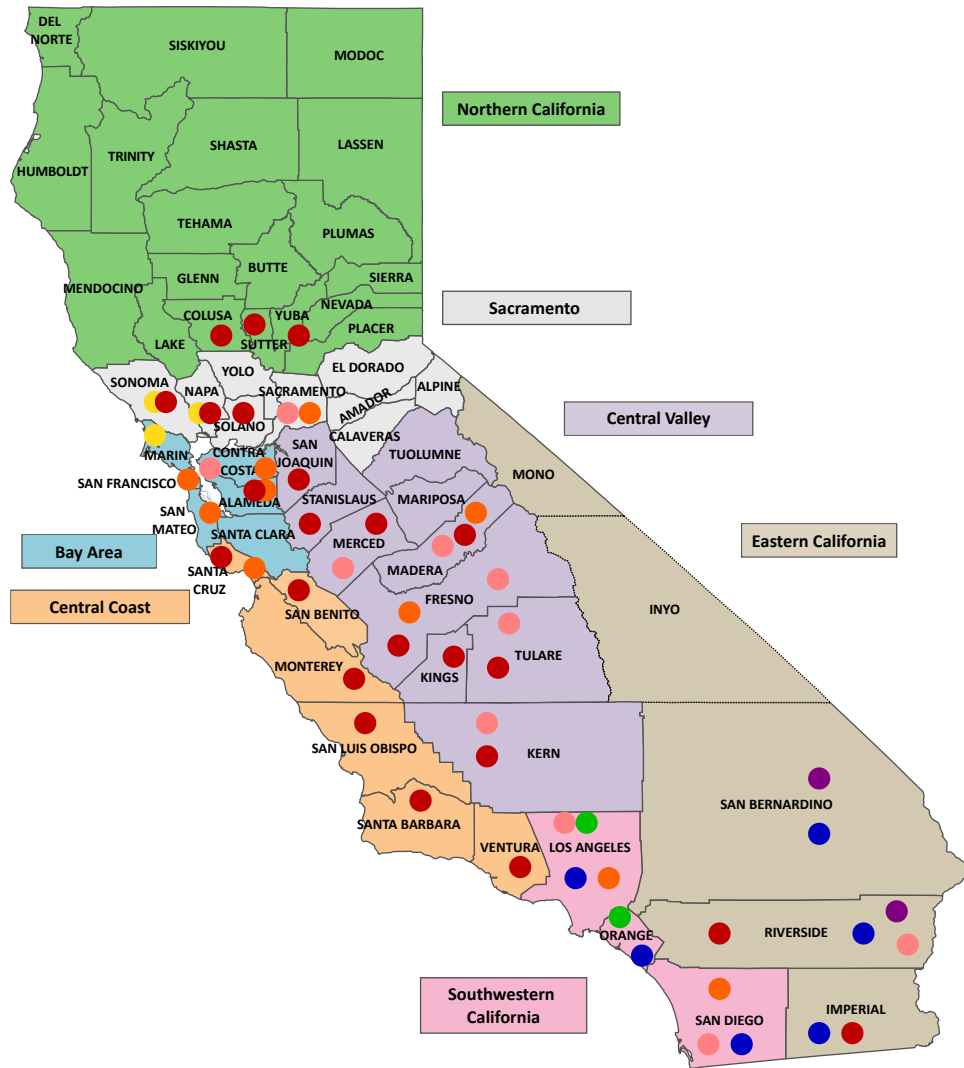 DEL
NORTE
SISKIYOU
MODOC
Northern California
SHASTA
LASSEN
TRINITY
HUMBOLDT
TEHAMA
PLUMAS
BUTTE
GLENN
SIERRA
MENDOCINO
NEVADA
COLUSA
YUBA
Sacramento
PLACER
LAKE
SUTTER
YOLO
EL DORADO
SONOMA
NAPA
SACRAMENTO
ALPINE
AMADOR
SOLANO
Central Valley
CALAVERAS
SAN
JOAQUIN
MARIN
CONTRA
COSTA
TUOLUMNE
MONO
SAN FRANCISCO
STANISLAUS
MARIPOSA
ALAMEDA
SAN
MATEO
SANTA CLARA
MERCED
Eastern California
Bay Area
SANTA
CRUZ
MADERA
Central Coast
FRESNO
SAN BENITO
INYO
TULARE
MONTEREY
KINGS
SAN LUIS OBISPO
KERN
SAN BERNARDINO
SANTA BARBARA
VENTURA
LOS ANGELES
ORANGE
RIVERSIDE
Southwestern
California
SAN DIEGO
IMPERIAL